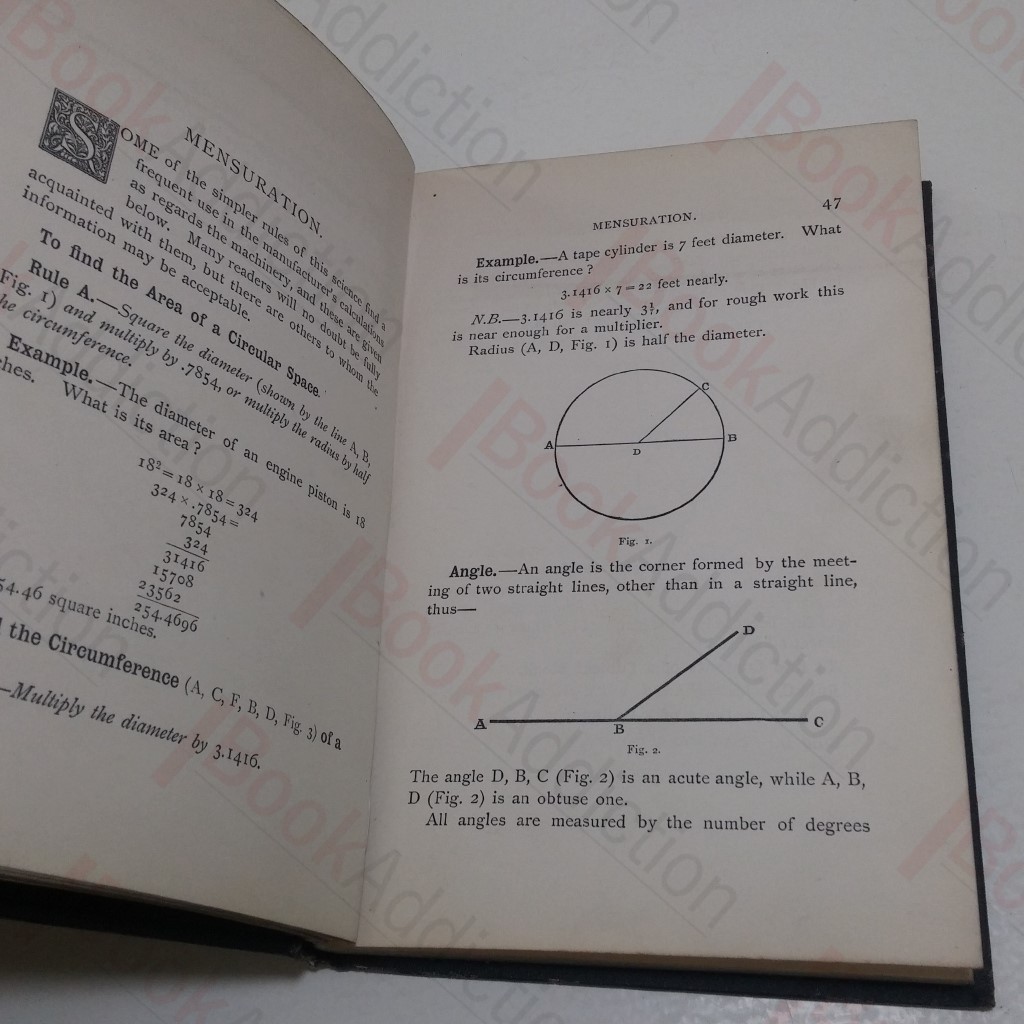 MENSURATION.
SOME of the simpler rules of this science find a
frequent use in the manufacturer's calculations
as regards the machinery, and these are given
below. Many readers will no doubt be fully
acquainted with them, but there are others to whom the
information may be acceptable.
To find the Area of a Circular Space.
Rule A.—Square the diameter (shown by the line A, B,
Fig. 1) and multiply by .7854, or multiply the radius by half
the circumference.
Example.—The diameter of an engine piston is 18
What is its area?
18²=18 × 18=324
324 × .7854=
7854
324
31416
15708
23562
254.4696
54.46 square inches.
the Circumference (A, C, F, B, D, Fig. 3) of a
—Multiply the diameter by 3.1416.
MENSURATION. 47
Example.—A tape cylinder is 7 feet diameter. What
is its circumference?
3.1416 × 7=22 feet nearly.
N.B.—3.1416 is nearly 3⅐, and for rough work this
is near enough for a multiplier.
Radius (A, D, Fig. 1) is half the diameter.
C
A B
D
Fig. 1.
Angle.—An angle is the corner formed by the meet-
ing of two straight lines, other than in a straight line,
thus—
D
A B C
Fig. 2.
The angle D, B, C (Fig. 2) is an acute angle, while A, B,
D (Fig. 2) is an obtuse one.
All angles are measured by the number of degrees
BookAddiction